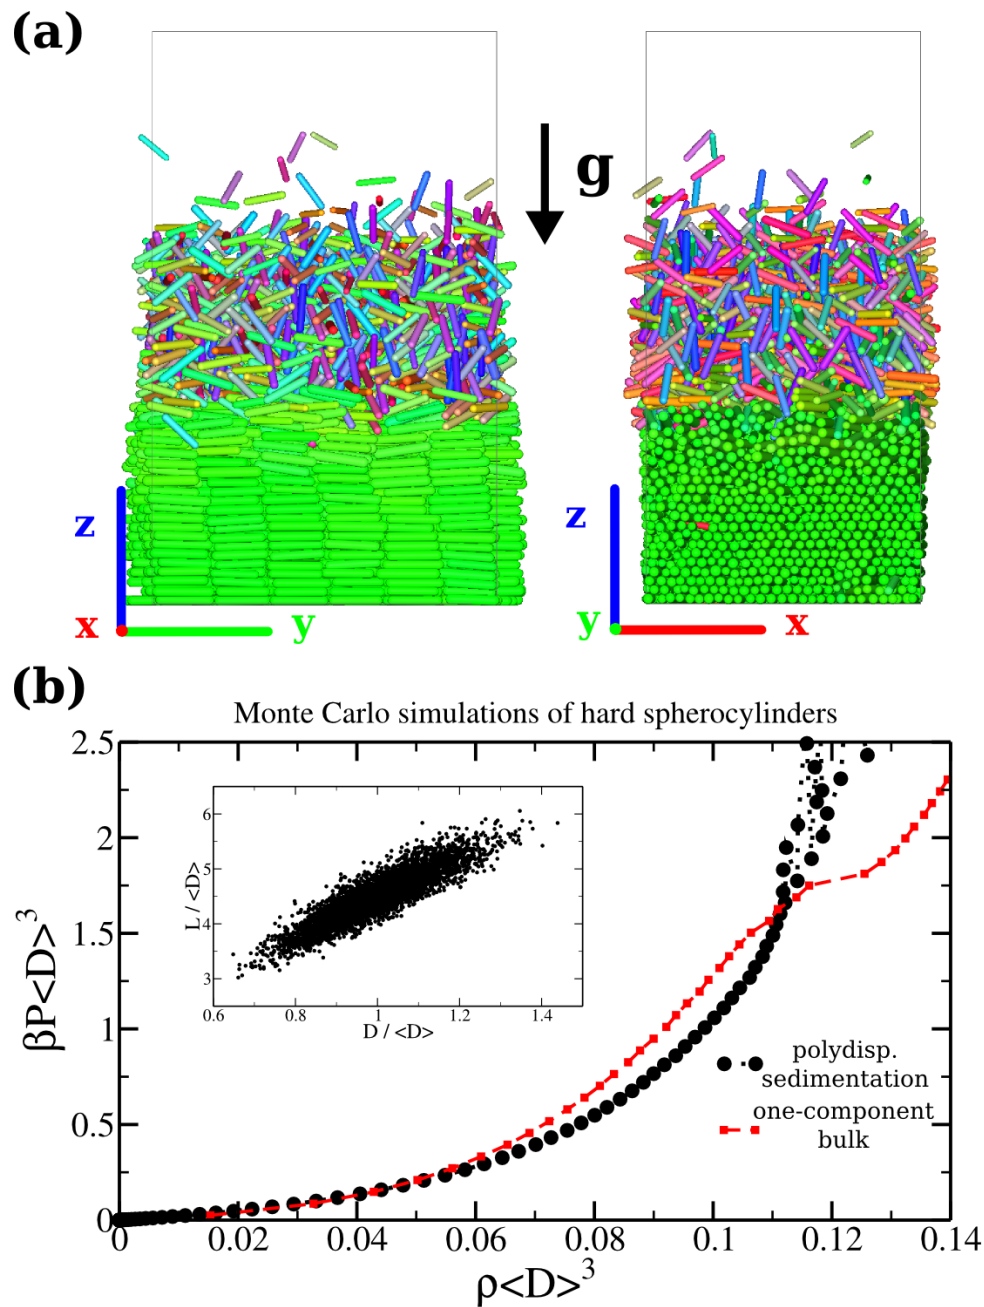 (a)
g
z
x
y
z
y
x
(b)
Monte Carlo simulations of hard spherocylinders
2.5
2
1.5
1
0.5
0
βP<D>³
6
5
4
3
L / <D>
0.6
0.8
1
1.2
1.4
D / <D>
polydisp.
sedimentation
one-component
bulk
0
0.02
0.04
0.06
0.08
0.1
0.12
0.14
ρ<D>³